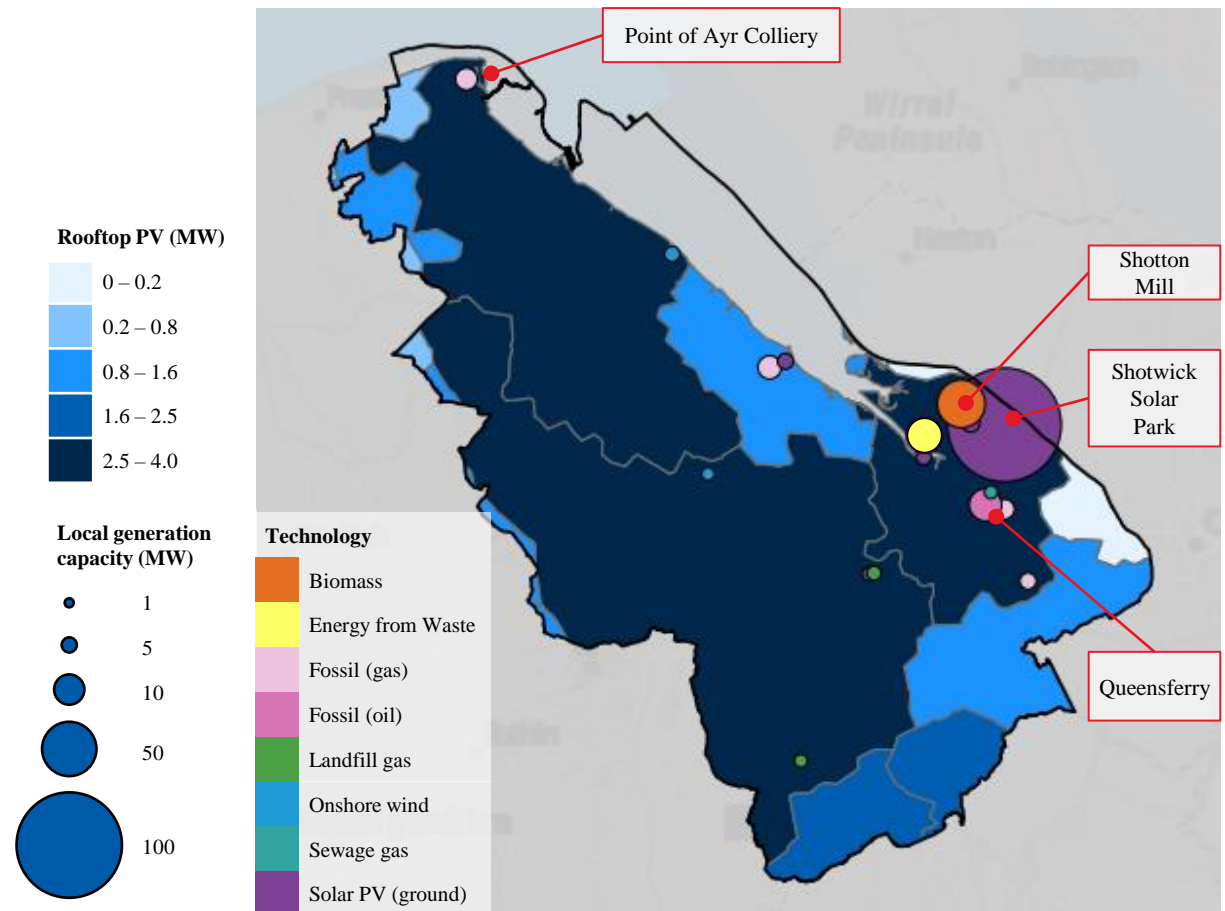 Point of Ayr Colliery
Wirral
Peninsula
Neston
Shotton
Mill
Shotwick
Solar
Park
Queensferry
Rooftop PV (MW)
0 – 0.2
0.2 – 0.8
0.8 – 1.6
1.6 – 2.5
2.5 – 4.0
Local generation
capacity (MW)
1
5
10
50
100
Technology
Biomass
Energy from Waste
Fossil (gas)
Fossil (oil)
Landfill gas
Onshore wind
Sewage gas
Solar PV (ground)